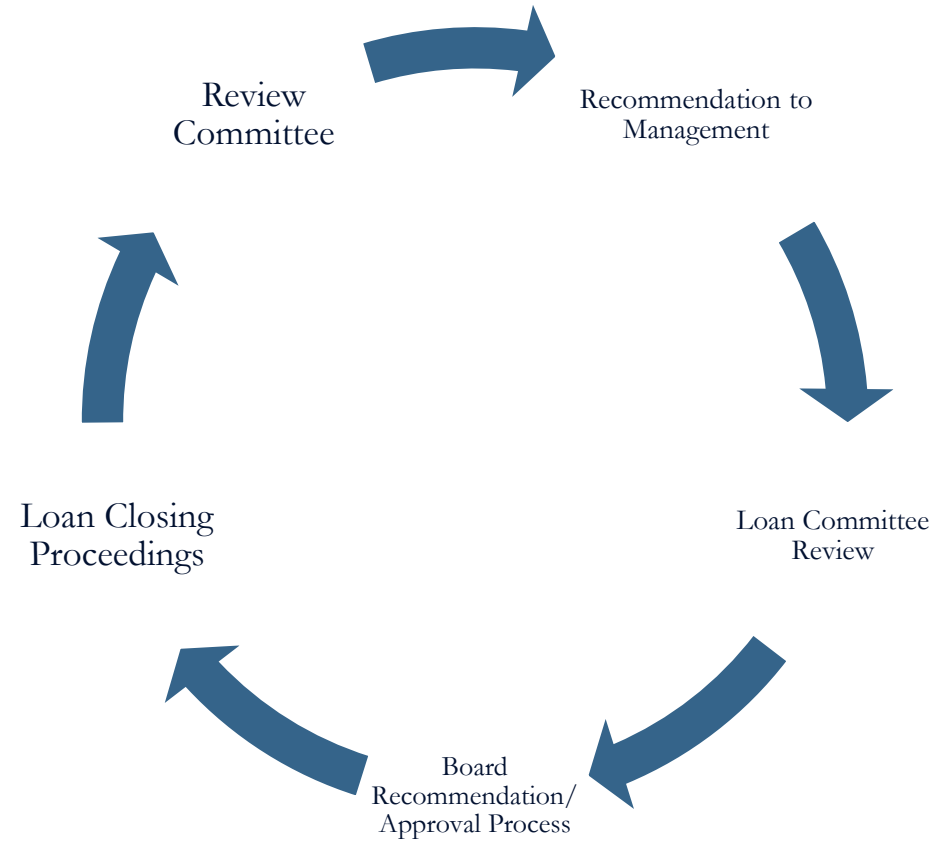 Review
Committee
Recommendation to
Management
Loan Committee
Review
Board
Recommendation/
Approval Process
Loan Closing
Proceedings